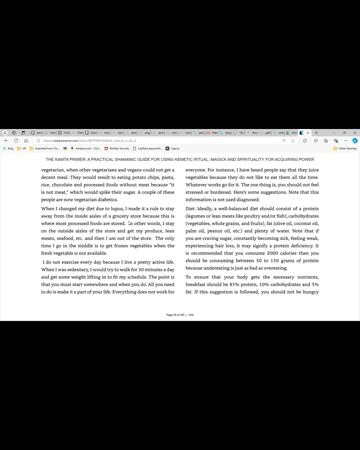 THE KAMTA PRIMER: A PRACTICAL SHAMANIC GUIDE FOR USING KEMETIC RITUAL, MAGICK AND SPIRITUALITY FOR ACQUIRING POWER
vegetarian, when other vegetarians and vegans could not get a
decent meal. They would result to eating potato chips, pasta,
rice, chocolate and processed foods without meat because "it
is not meat," which would spike their sugar. A couple of these
people are now vegetarian diabetics.
When I changed my diet due to lupus, I made it a rule to stay
away from the inside aisles of a grocery store because this is
where most processed foods are stored. In other words, I stay
on the outside aisles of the store and get my produce, lean
meats, seafood, etc. and then I am out of the store. The only
time I go in the middle is to get frozen vegetables when the
fresh vegetable is not available.
I do not exercise every day because I live a pretty active life.
When I was sedentary, I would try to walk for 30 minutes a day
and get some weight lifting in to fit my schedule. The point is
that you must start somewhere and when you do. All you need
to do is make it a part of your life. Everything does not work for
everyone. For instance, I have heard people say that they juice
vegetables because they do not like to eat them all the time.
Whatever works for go it. The one thing is, you should not feel
stressed or burdened. Here's some suggestions. Note that this
information is not used diagnosed:
Diet: Ideally, a well-balanced diet should consist of a protein
(legumes or lean meats like poultry and/or fish), carbohydrates
(vegetables, whole grains, and fruits), fat (olive oil, coconut oil,
palm oil, peanut oil, etc.) and plenty of water. Note that if
you are craving sugar, constantly becoming sick, feeling weak,
experiencing hair loss, it may signify a protein deficiency. It
is recommended that you consume 2000 calories then you
should be consuming between 50 to 150 grams of protein
because undereating is just as bad as overeating.
To ensure that your body gets the necessary nutrients,
breakfast should be 85% protein, 10% carbohydrates and 5%
fat. If this suggestion is followed, you should not be hungry